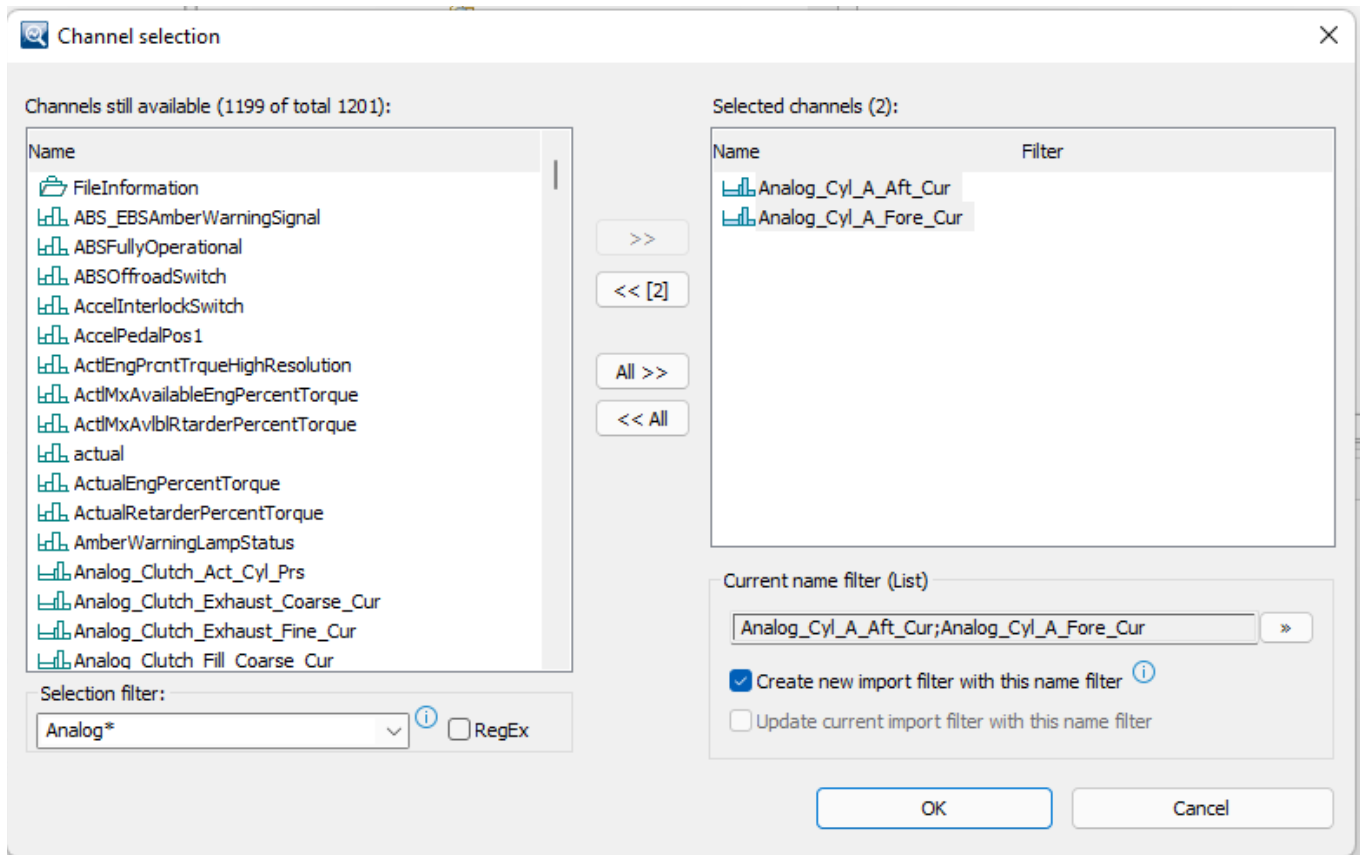 Channel selection
Channels still available (1199 of total 1201):
Name
FileInformation
ABS_EBSAmberWarningSignal
ABSFullyOperational
ABSOffroadSwitch
AccelInterlockSwitch
AccelPedalPos1
ActlEngPrcntTrqueHighResolution
ActlMxAvailableEngPercentTorque
ActlMxAvlblRtarderPercentTorque
actual
ActualEngPercentTorque
ActualRetarderPercentTorque
AmberWarningLampStatus
Analog_Clutch_Act_Cyl_Prs
Analog_Clutch_Exhaust_Coarse_Cur
Analog_Clutch_Exhaust_Fine_Cur
Analog_Clutch_Fill_Coarse_Cur
Selection filter:
Analog*
RegEx
>>
<< [2]
All >>
<< All
Selected channels (2):
Name Filter
Analog_Cyl_A_Aft_Cur
Analog_Cyl_A_Fore_Cur
Current name filter (List)
Analog_Cyl_A_Aft_Cur;Analog_Cyl_A_Fore_Cur
»
Create new import filter with this name filter
Update current import filter with this name filter
OK Cancel